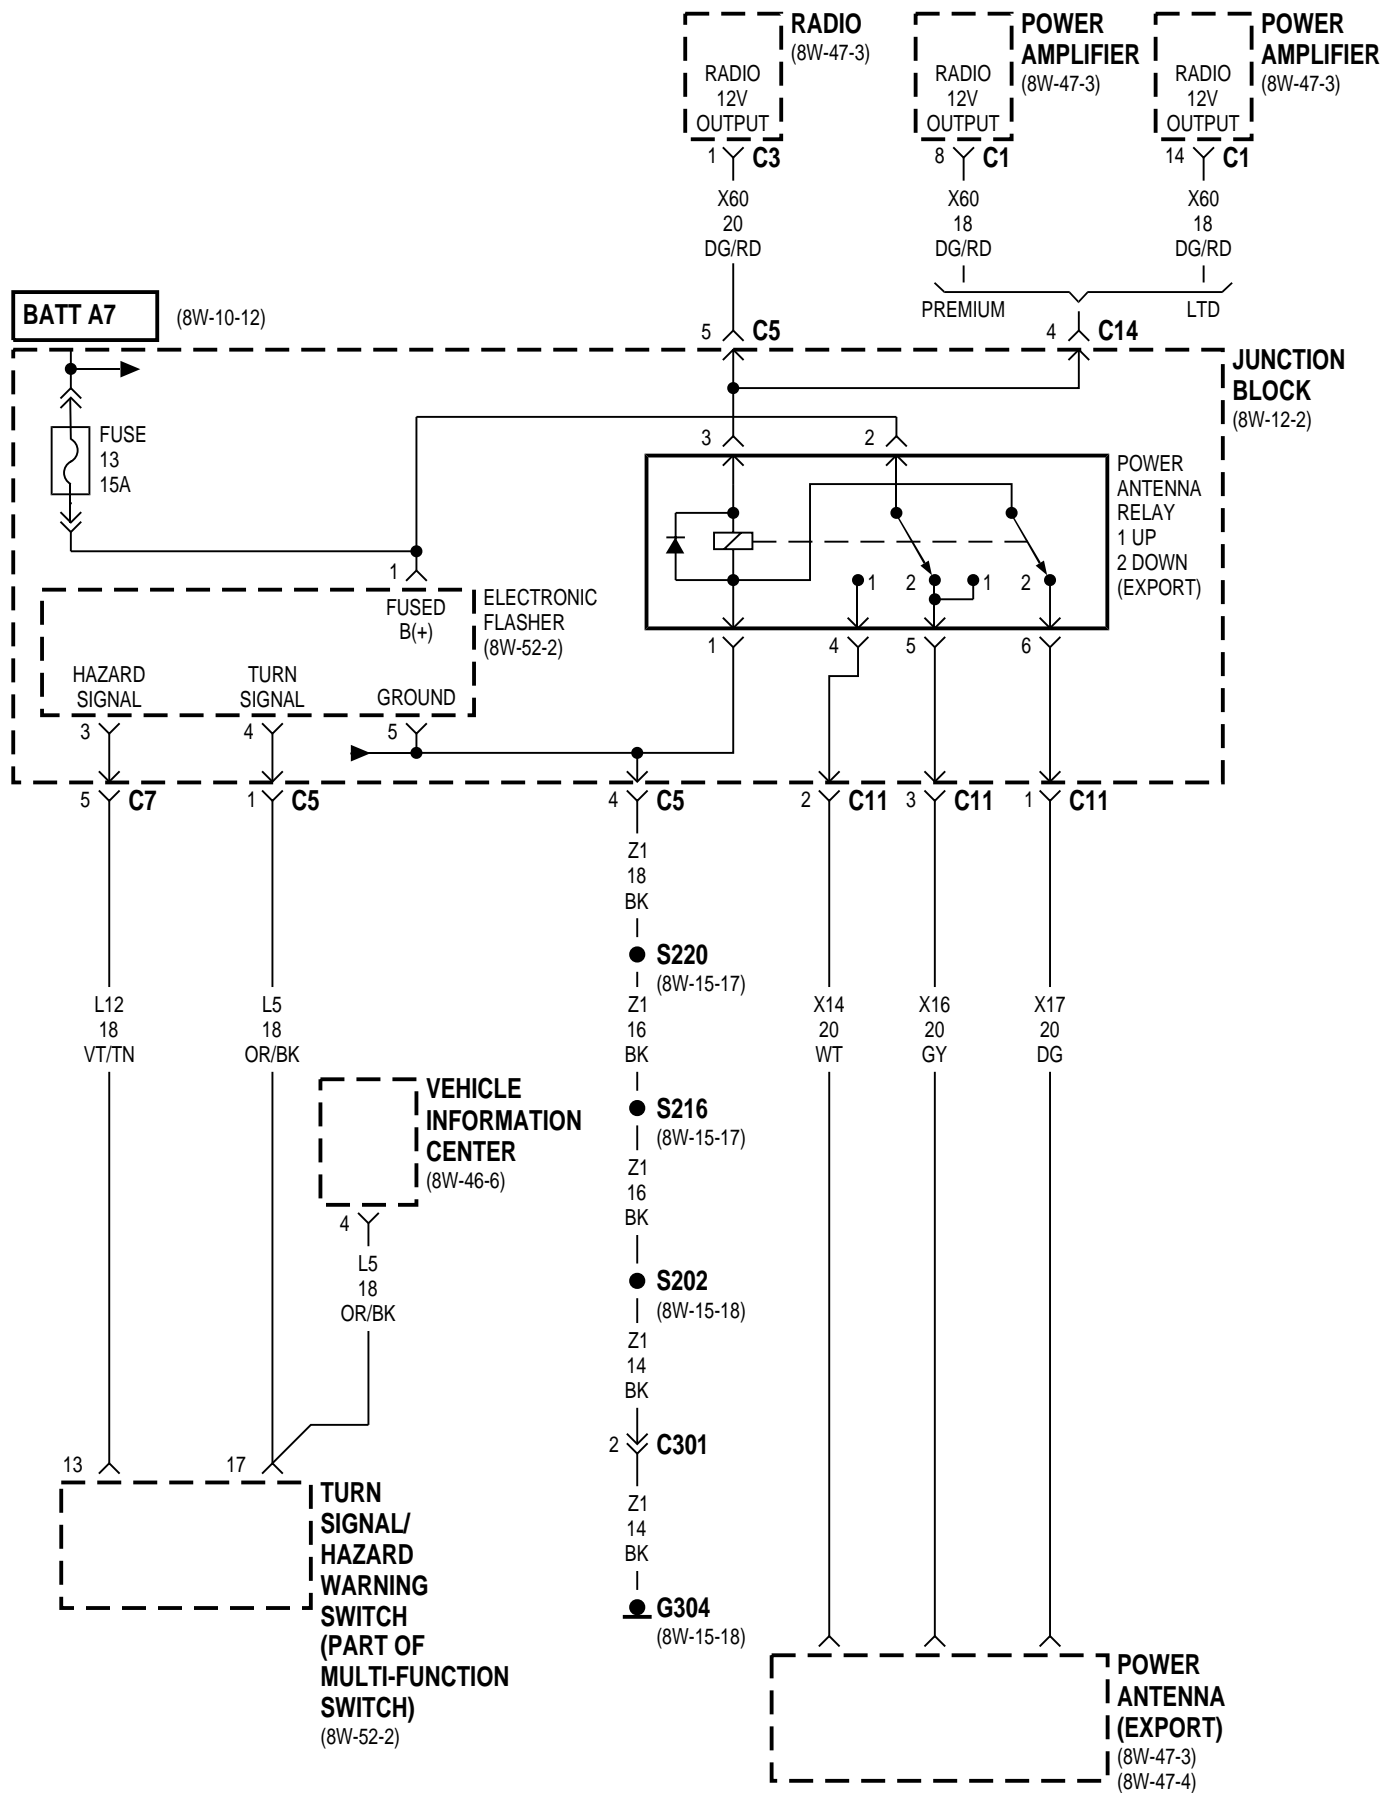 RADIO
(8W-47-3)
RADIO
12V
OUTPUT
1
C3
X60
20
DG/RD
POWER
AMPLIFIER
(8W-47-3)
RADIO
12V
OUTPUT
8
C1
X60
18
DG/RD
PREMIUM
POWER
AMPLIFIER
(8W-47-3)
RADIO
12V
OUTPUT
14
C1
X60
18
DG/RD
LTD
BATT A7
(8W-10-12)
5
C5
4
C14
JUNCTION
BLOCK
(8W-12-2)
FUSE
13
15A
3
2
POWER
ANTENNA
RELAY
1 UP
2 DOWN
(EXPORT)
1
2
1
2
1
FUSED
B(+)
ELECTRONIC
FLASHER
(8W-52-2)
HAZARD
SIGNAL
TURN
SIGNAL
GROUND
3
4
5
1
4
5
6
5
C7
1
C5
4
C5
2
C11
3
C11
1
C11
Z1
18
BK
S220
(8W-15-17)
L12
18
VT/TN
L5
18
OR/BK
Z1
16
BK
X14
20
WT
X16
20
GY
X17
20
DG
VEHICLE
INFORMATION
CENTER
(8W-46-6)
4
L5
18
OR/BK
S216
(8W-15-17)
Z1
16
BK
S202
(8W-15-18)
Z1
14
BK
2
C301
Z1
14
BK
G304
(8W-15-18)
13
17
TURN
SIGNAL/
HAZARD
WARNING
SWITCH
(PART OF
MULTI-FUNCTION
SWITCH)
(8W-52-2)
POWER
ANTENNA
(EXPORT)
(8W-47-3)
(8W-47-4)